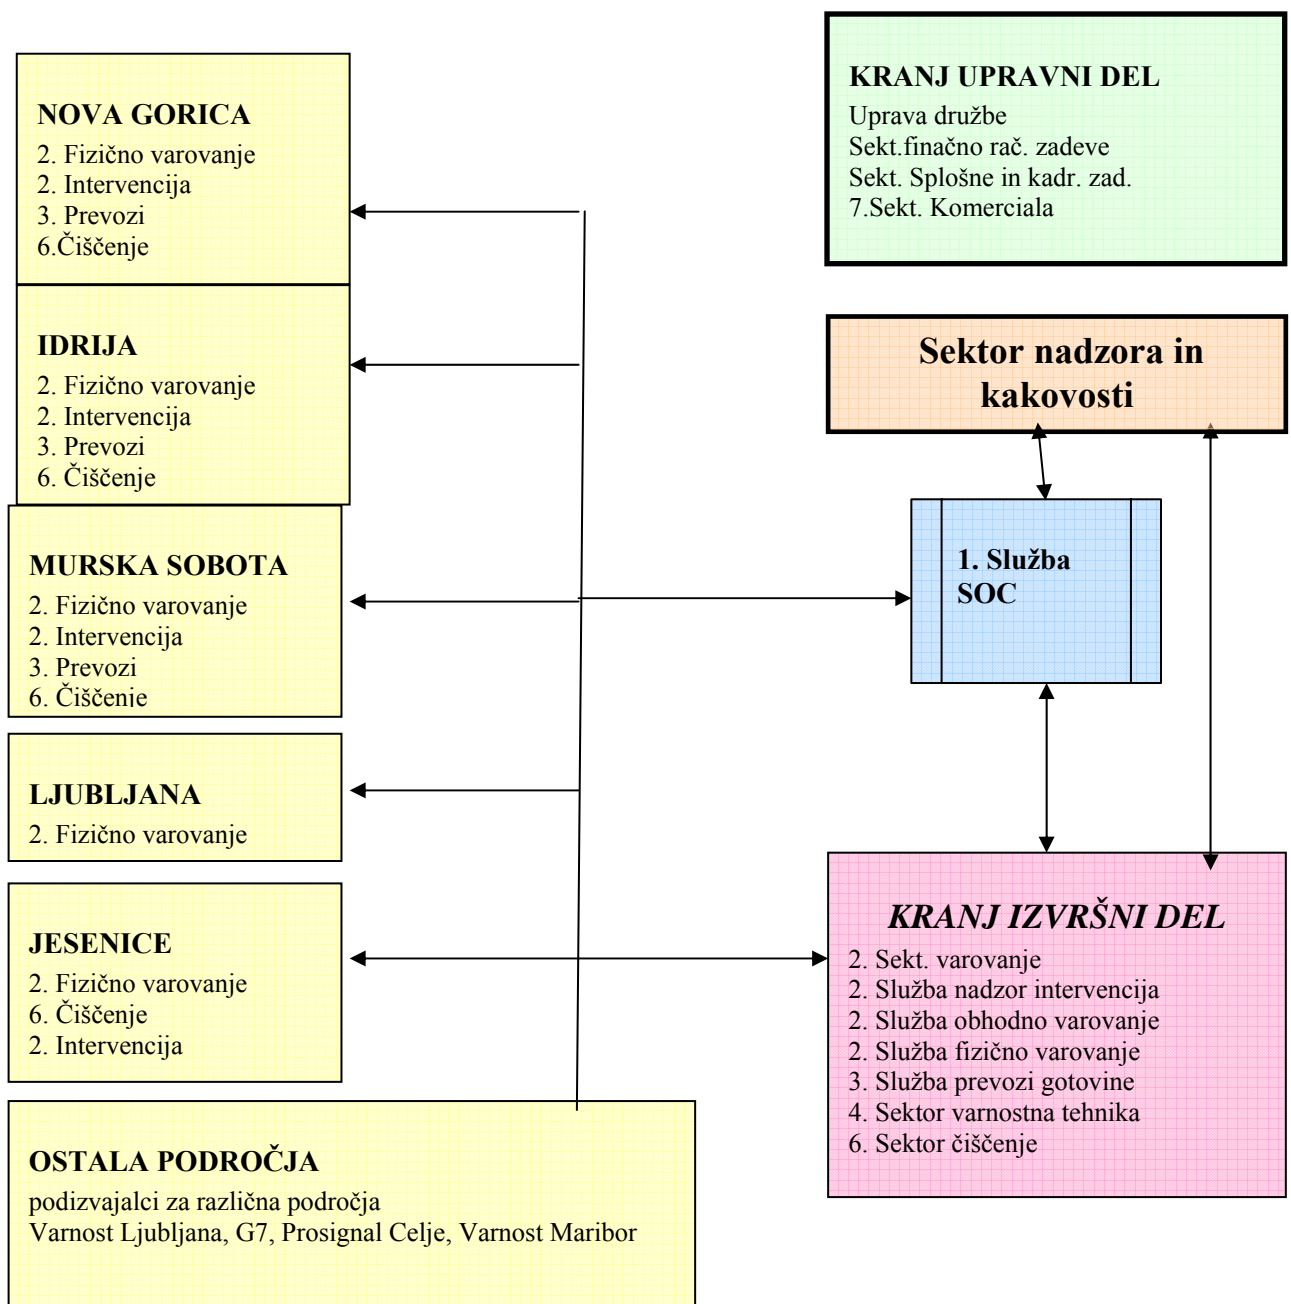 NOVA GORICA
2. Fizično varovanje
2. Intervencija
3. Prevozi
6.Čiščenje
IDRIJA
2. Fizično varovanje
2. Intervencija
3. Prevozi
6. Čiščenje
MURSKA SOBOTA
2. Fizično varovanje
2. Intervencija
3. Prevozi
6. Čiščenje
LJUBLJANA
2. Fizično varovanje
JESENICE
2. Fizično varovanje
6. Čiščenje
2. Intervencija
OSTALA PODROČJA
podizvajalci za različna področja
Varnost Ljubljana, G7, Prosignal Celje, Varnost Maribor
KRANJ UPRAVNI DEL
Uprava družbe
Sekt.finačno rač. zadeve
Sekt. Splošne in kadr. zad.
7.Sekt. Komerciala
Sektor nadzora in
kakovosti
1. Služba
SOC
KRANJ IZVRŠNI DEL
2. Sekt. varovanje
2. Služba nadzor intervencija
2. Služba obhodno varovanje
2. Služba fizično varovanje
3. Služba prevozi gotovine
4. Sektor varnostna tehnika
6. Sektor čiščenje